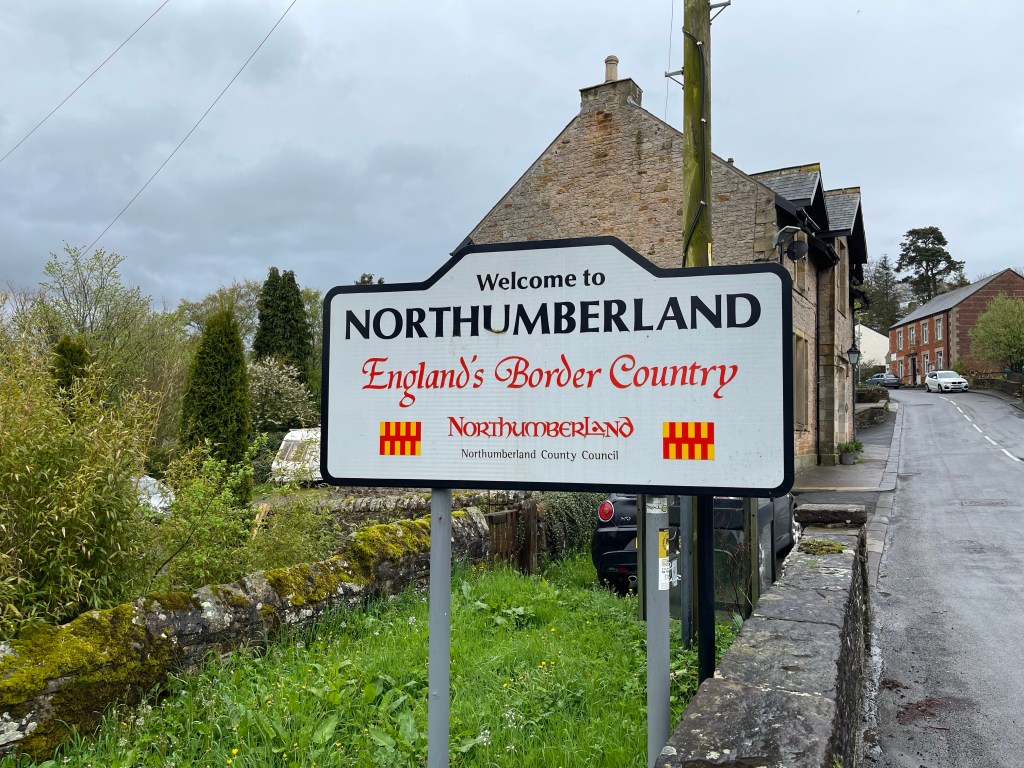 Welcome to
NORTHUMBERLAND
England's Border Country
NORTHUMBERLAND
Northumberland County Council